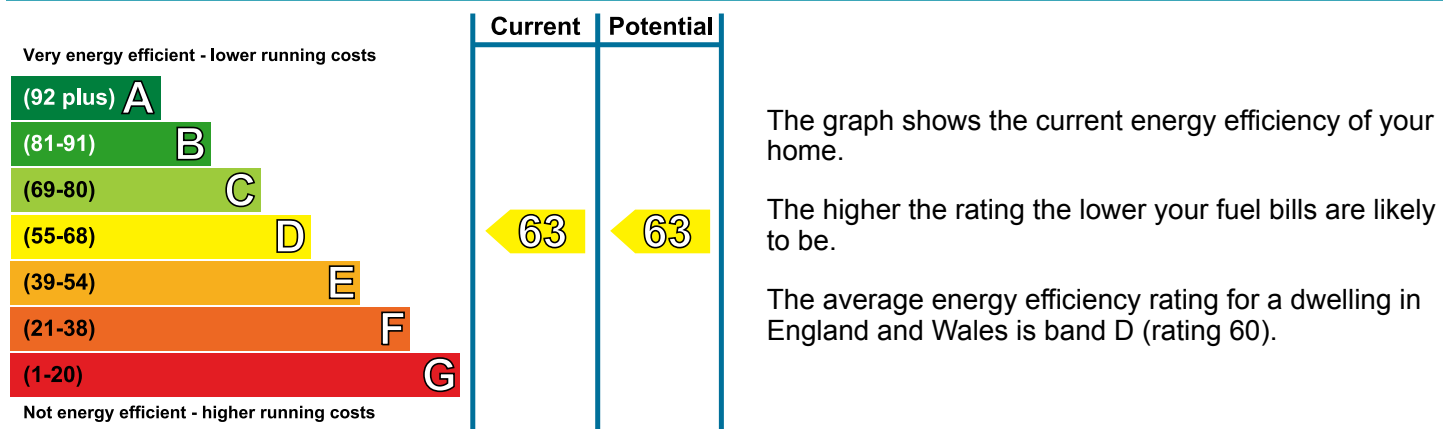 Current Potential
Very energy efficient - lower running costs
(92 plus) A
(81-91) B
(69-80) C
(55-68) D
63 63
(39-54) E
(21-38) F
(1-20) G
Not energy efficient - higher running costs
The graph shows the current energy efficiency of your
home.
The higher the rating the lower your fuel bills are likely
to be.
The average energy efficiency rating for a dwelling in
England and Wales is band D (rating 60).